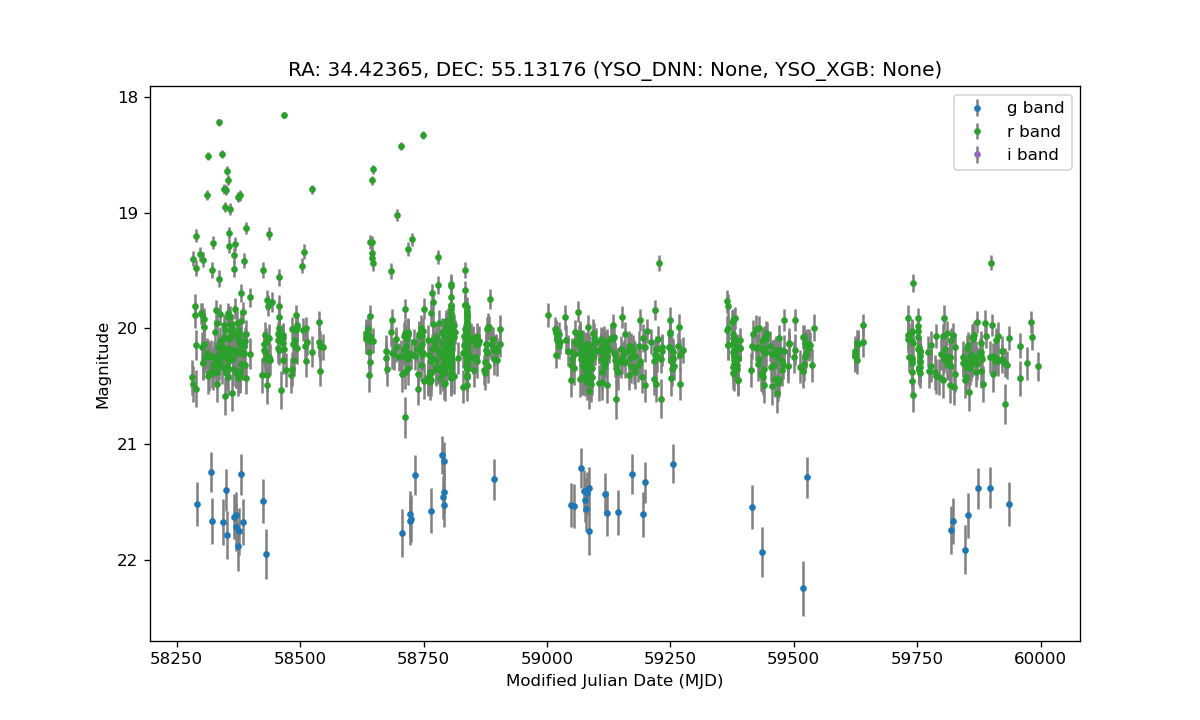 RA: 34.42365, DEC: 55.13176 (YSO_DNN: None, YSO_XGB: None)
g band
r band
i band
18
19
20
21
22
Magnitude
58250 58500 58750 59000 59250 59500 59750 60000
Modified Julian Date (MJD)